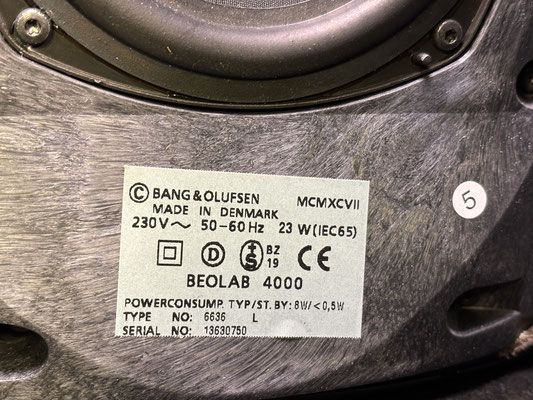 © BANG & OLUFSEN MCMXCVII
MADE IN DENMARK
230V ~ 50-60Hz 23W(IEC65)
D S BZ 19 CE
BEOLAB 4000
POWERCONSUMP. TYP/ST. BY: 8W/<0,5W
TYPE NO: 6636 L
SERIAL NO: 13630750
5